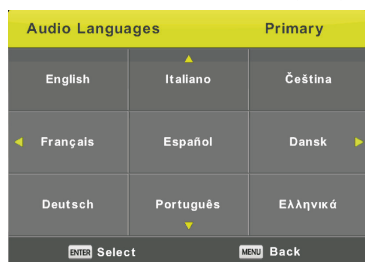 Audio Languages Primary
English Italiano Čeština
Français Español Dansk
Deutsch Português Ελληνικά
ENTER Select MENU Back